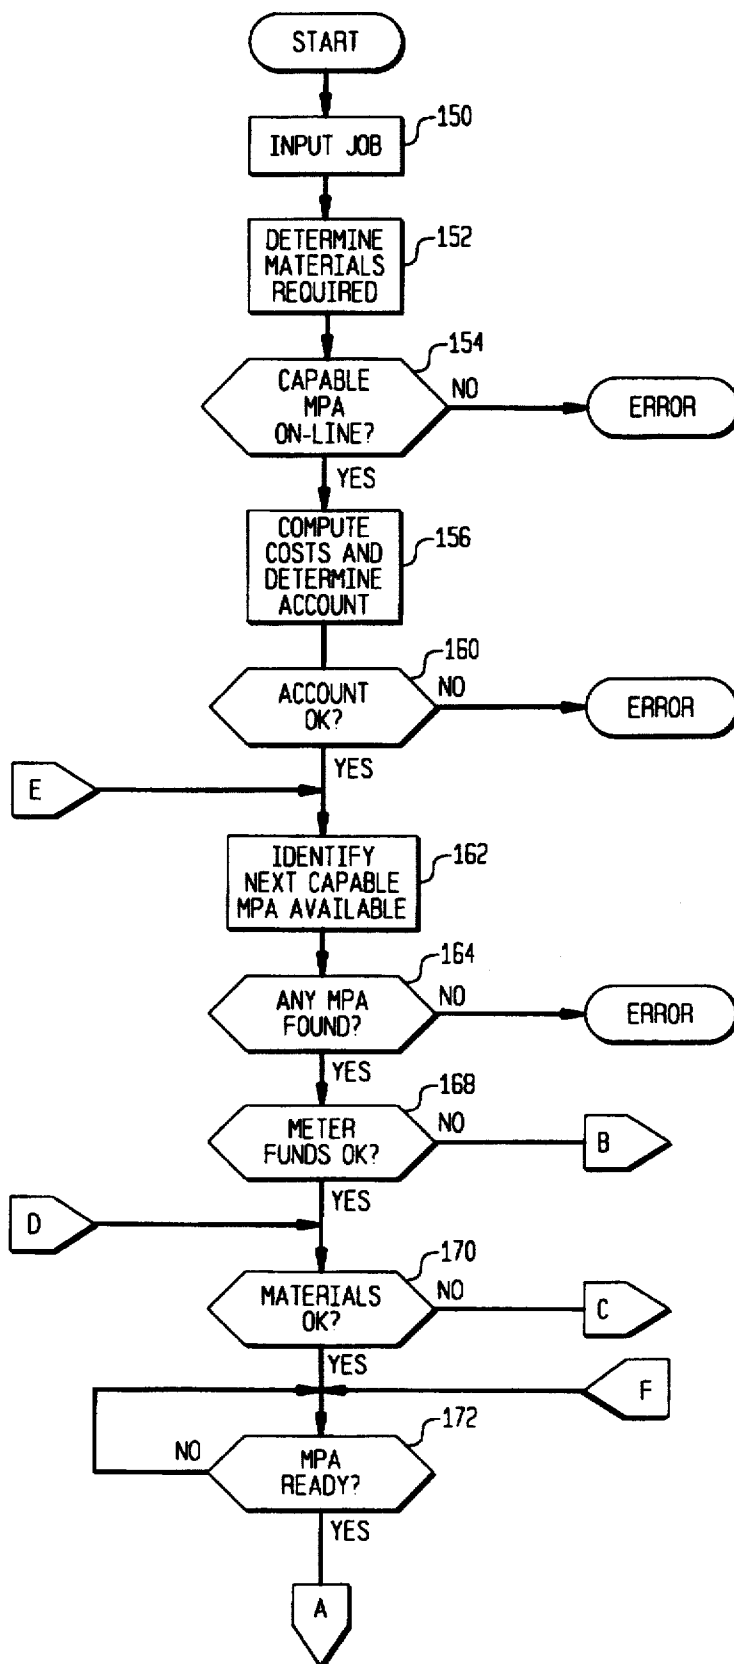 START
150
INPUT JOB
152
DETERMINE
MATERIALS
REQUIRED
154
CAPABLE
MPA
ON-LINE?
NO
ERROR
YES
156
COMPUTE
COSTS AND
DETERMINE
ACCOUNT
160
ACCOUNT
OK?
NO
ERROR
YES
E
162
IDENTIFY
NEXT CAPABLE
MPA AVAILABLE
164
ANY MPA
FOUND?
NO
ERROR
YES
168
METER
FUNDS OK?
NO
B
YES
D
170
MATERIALS
OK?
NO
C
YES
F
172
NO
MPA
READY?
YES
A